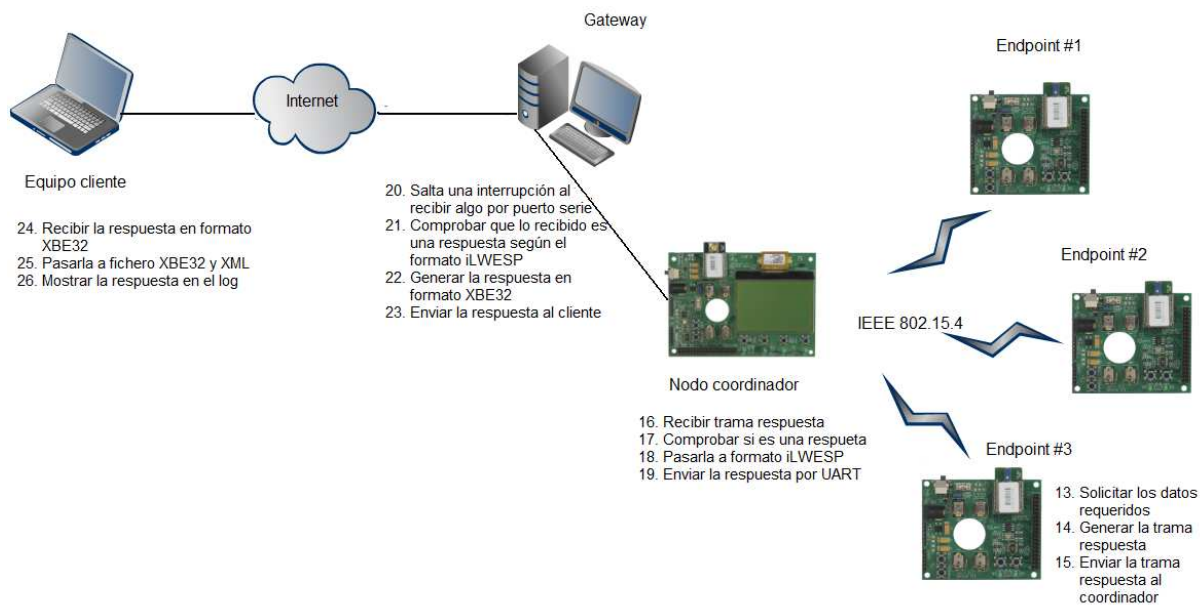 Gateway
Endpoint #1
Internet
Equipo cliente
24. Recibir la respuesta en formato
XBE32
25. Pasarla a fichero XBE32 y XML
26. Mostrar la respuesta en el log
20. Salta una interrupción al
recibir algo por puerto serie
21. Comprobar que lo recibido es
una respuesta según el
formato iLWESP
22. Generar la respuesta en
formato XBE32
23. Enviar la respuesta al cliente
Endpoint #2
IEEE 802.15.4
Nodo coordinador
16. Recibir trama respuesta
17. Comprobar si es una respueta
18. Pasarla a formato iLWESP
19. Enviar la respuesta por UART
Endpoint #3
13. Solicitar los datos
requeridos
14. Generar la trama
respuesta
15. Enviar la trama
respuesta al
coordinador